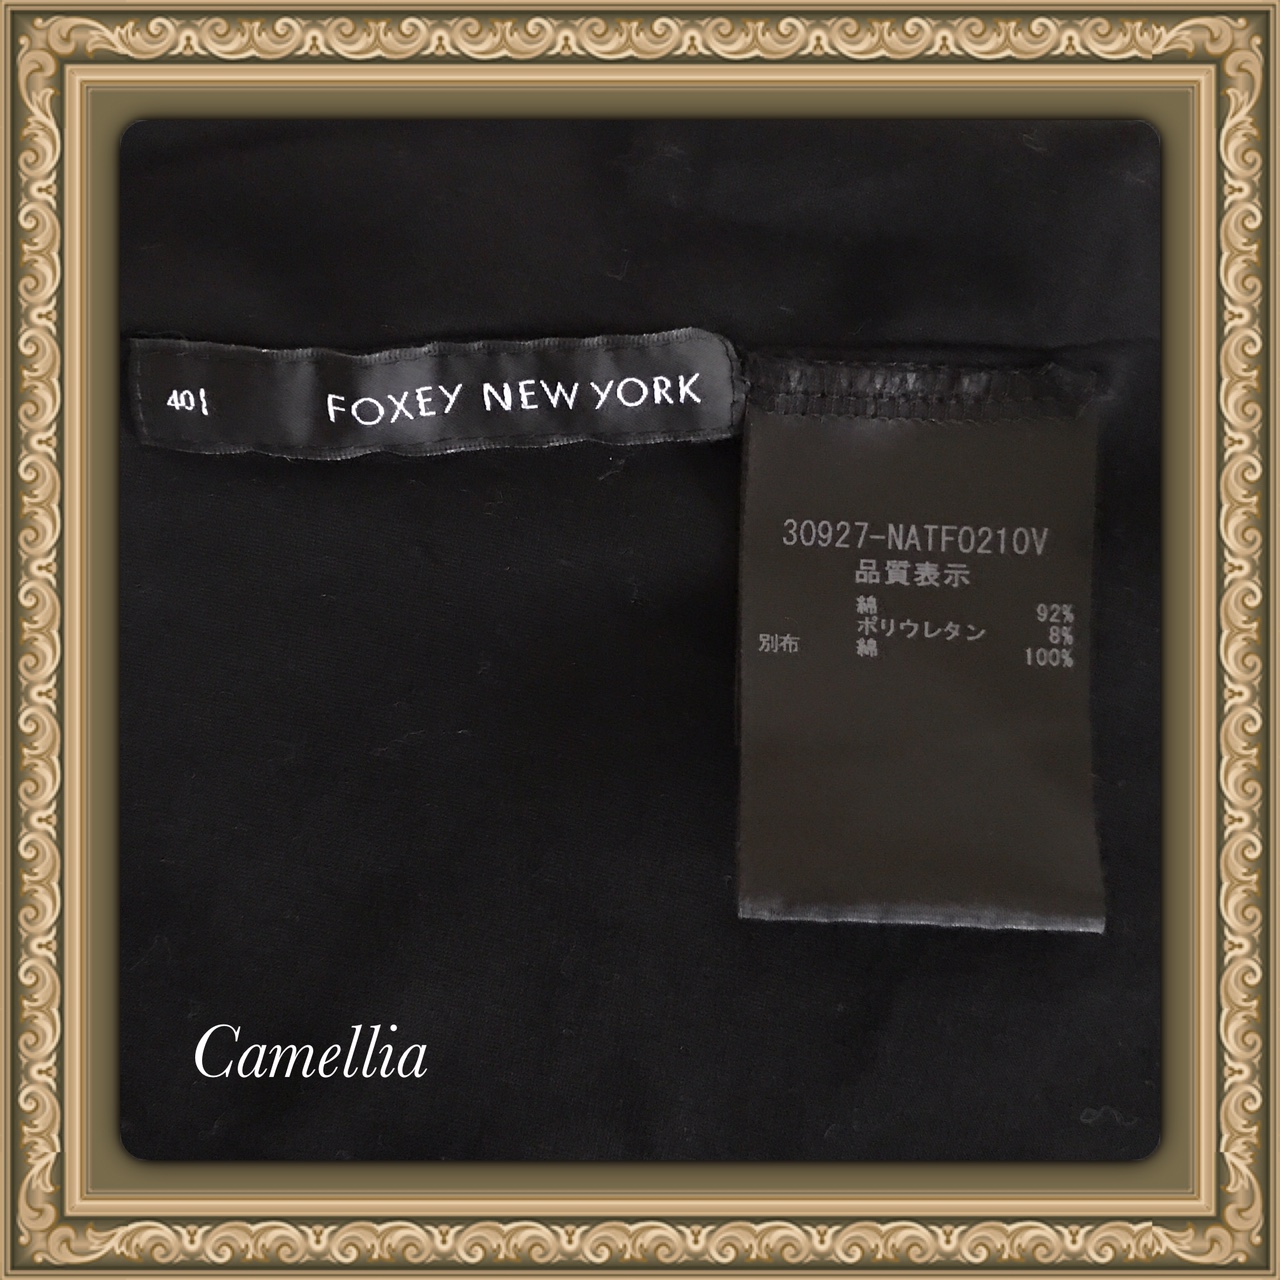 40
FOXEY NEW YORK
30927-NATF0210V
品質表示
綿 92%
ポリウレタン 8%
別布 綿 100%
Camellia